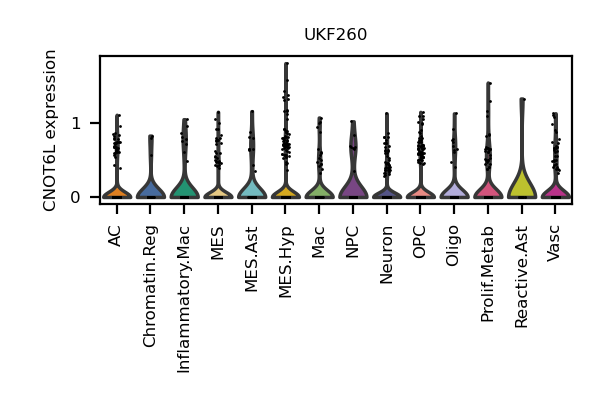 UKF260
CNOT6L expression
1
0
AC
Chromatin.Reg
Inflammatory.Mac
MES
MES.Ast
MES.Hyp
Mac
NPC
Neuron
OPC
Oligo
Prolif.Metab
Reactive.Ast
Vasc